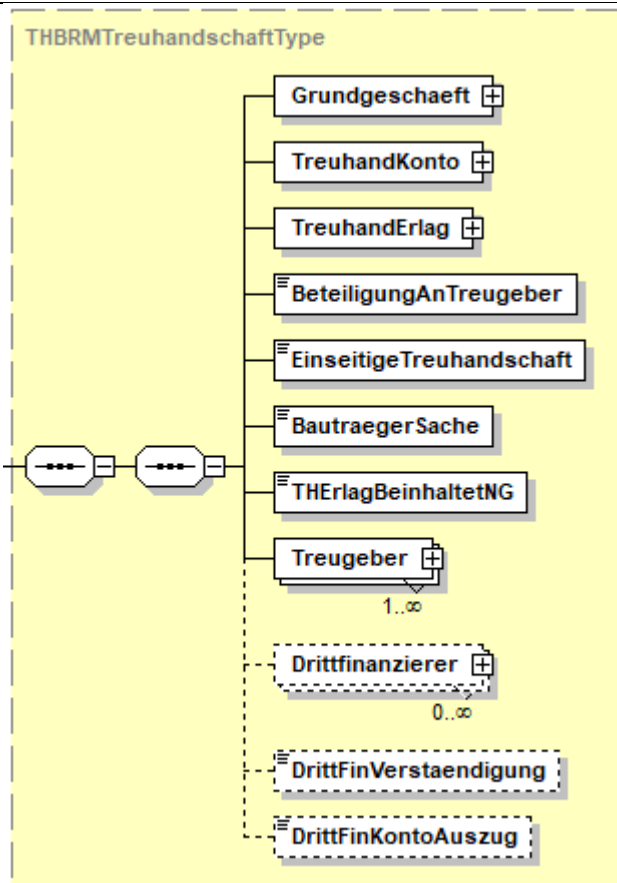 THBRMTreuhandschaftType
Grundgeschaeft
TreuhandKonto
TreuhandErlag
BeteiligungAnTreugeber
EinseitigeTreuhandschaft
BautraegerSache
THErlagBeinhaltetNG
Treugeber
1..∞
Drittfinanzierer
0..∞
DrittFinVerstaendigung
DrittFinKontoAuszug